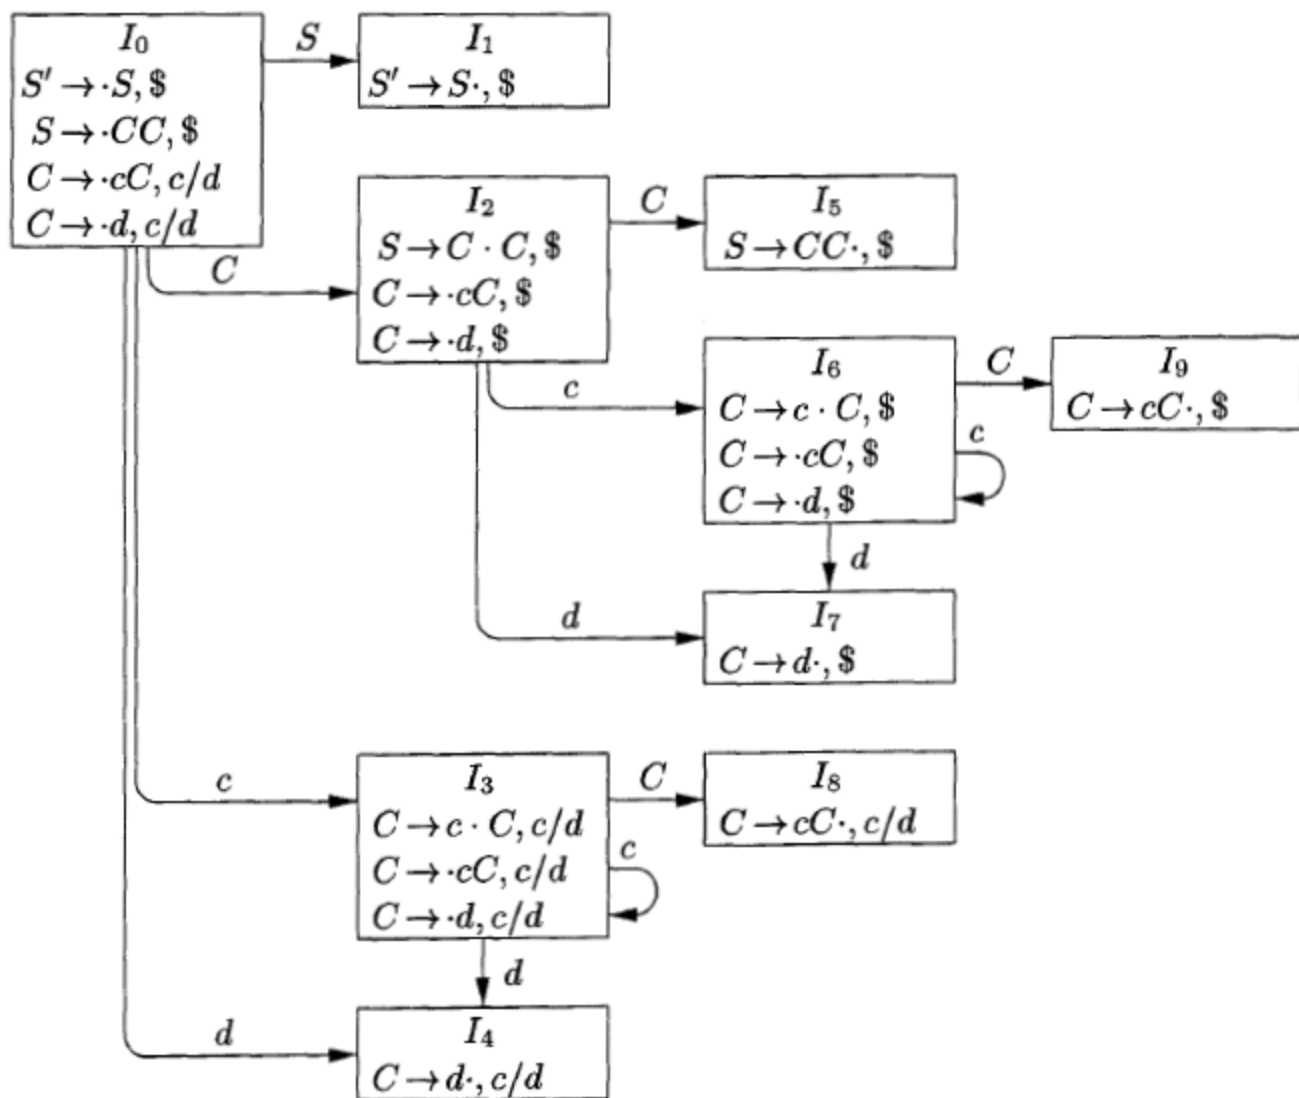 I₀
S′ → ·S, $
S → ·CC, $
C → ·cC, c/d
C → ·d, c/d
S
I₁
S′ → S·, $
C
I₂
S → C · C, $
C → ·cC, $
C → ·d, $
C
I₅
S → CC·, $
c
I₆
C → c · C, $
C → ·cC, $
C → ·d, $
C
I₉
C → cC·, $
c
d
d
I₇
C → d·, $
c
I₃
C → c · C, c/d
C → ·cC, c/d
C → ·d, c/d
C
I₈
C → cC·, c/d
c
d
d
I₄
C → d·, c/d